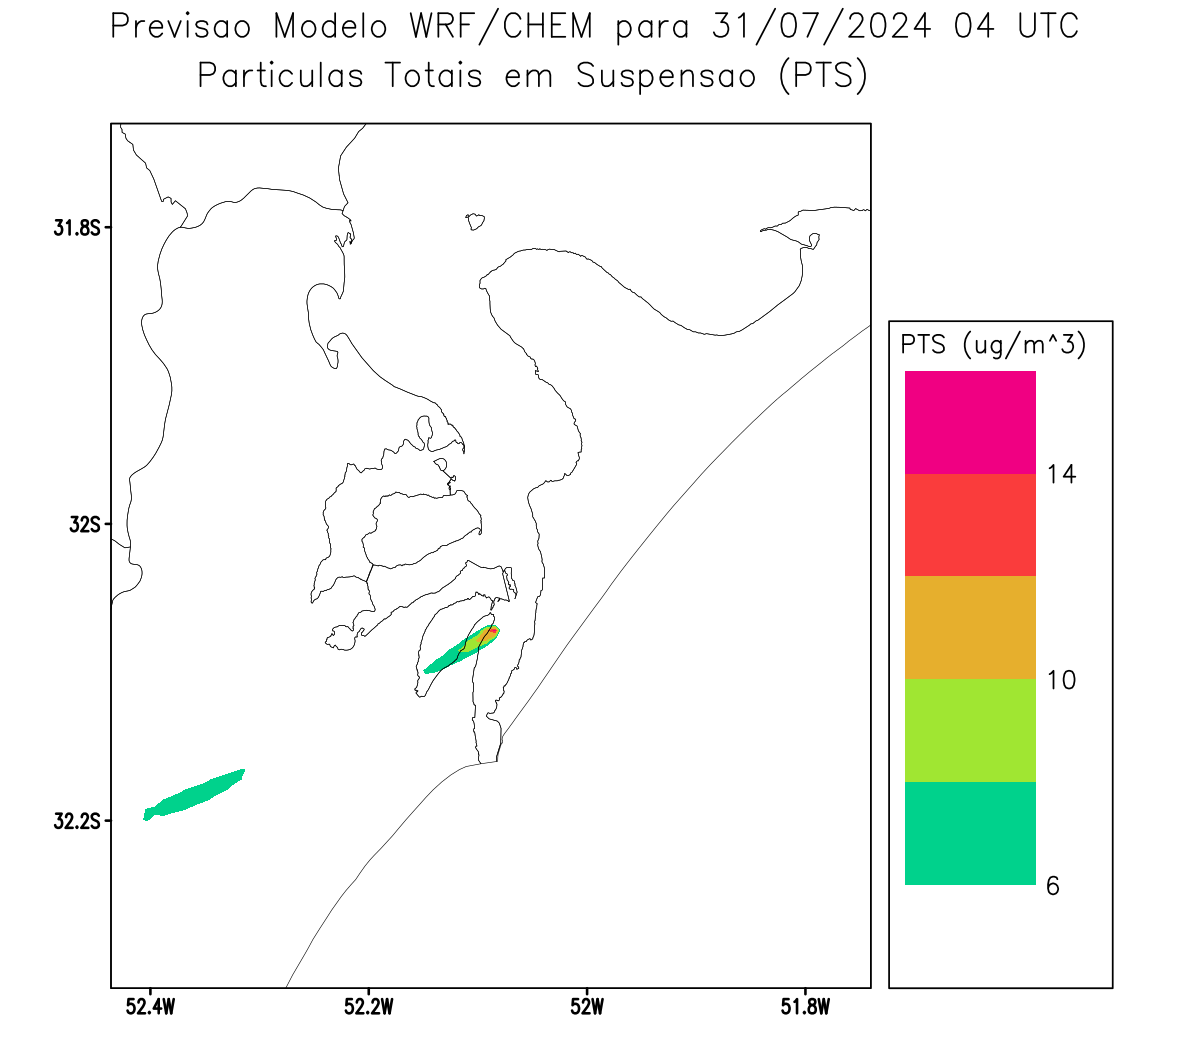 Previsao Modelo WRF/CHEM para 31/07/2024 04 UTC
Particulas Totais em Suspensao (PTS)
31.8S
32S
32.2S
52.4W
52.2W
52W
51.8W
PTS (ug/m^3)
14
10
6